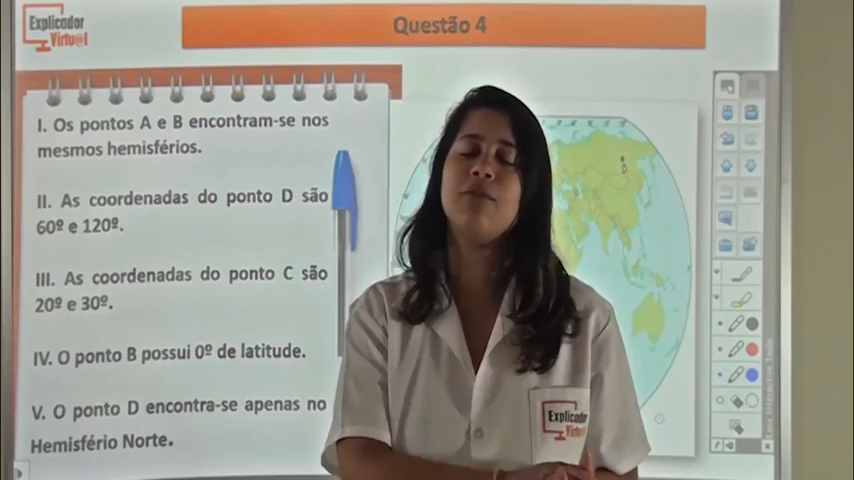 Explicador
Virtu@l
Questão 4
I. Os pontos A e B encontram-se nos
mesmos hemisférios.
II. As coordenadas do ponto D são
60º e 120º.
III. As coordenadas do ponto C são
20º e 30º.
IV. O ponto B possui 0º de latitude.
V. O ponto D encontra-se apenas no
Hemisfério Norte.
Explicador
Virtu@l